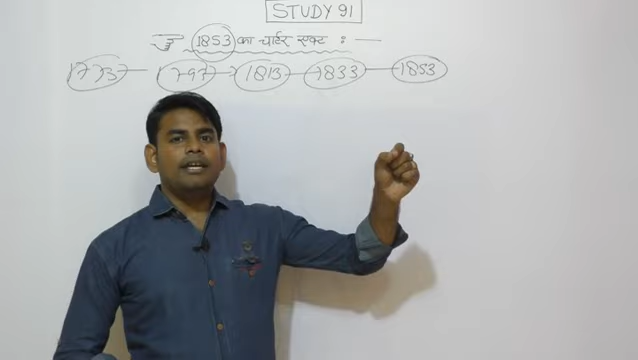 STUDY 91
☞ 1853 का चार्टर एक्ट : —
1773 — 1793 → 1813 — 1833 — 1853